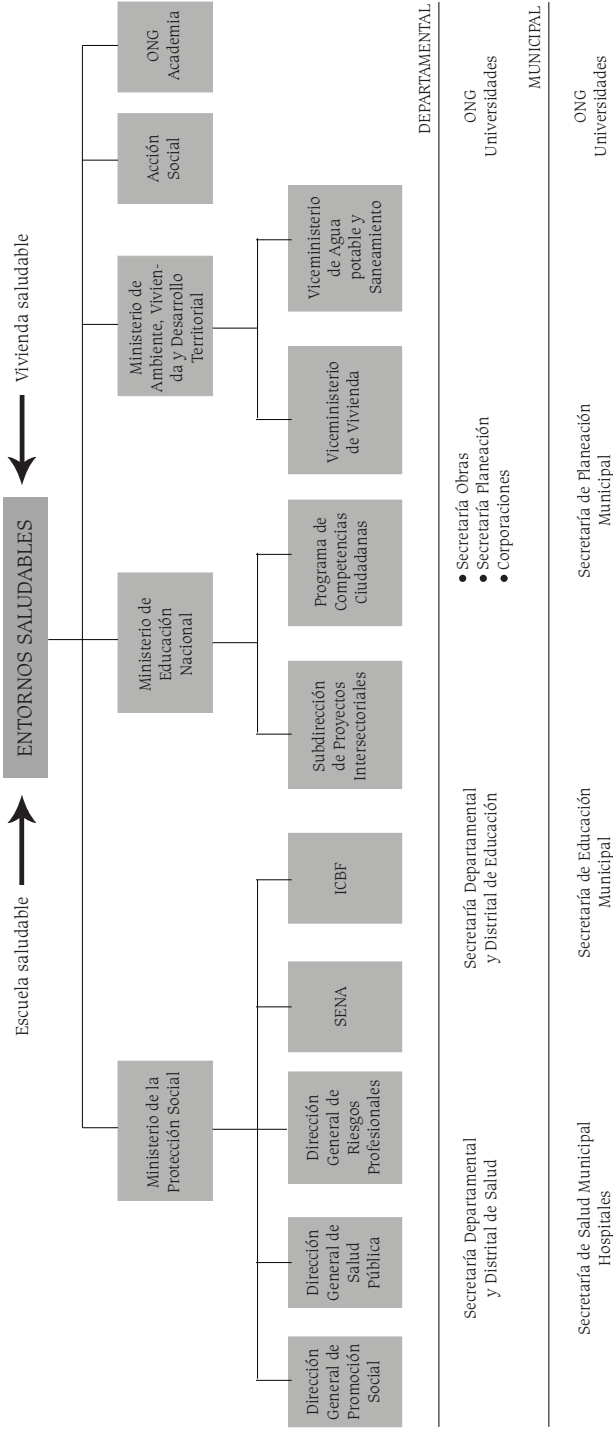 Escuela saludable
ENTORNOS SALUDABLES
Vivienda saludable
Ministerio de la
Protección Social
Ministerio de
Educación
Nacional
Ministerio de
Ambiente, Vivien-
da y Desarrollo
Territorial
Acción
Social
ONG
Academia
Dirección
General de
Promoción
Social
Dirección
General de
Salud
Pública
Dirección
General de
Riesgos
Profesionales
SENA
ICBF
Subdirección
de Proyectos
Intersectoriales
Programa de
Competencias
Ciudadanas
Viceministerio
de Vivienda
Viceministerio
de Agua
potable y
Saneamiento
DEPARTAMENTAL
Secretaría Departamental
y Distrital de Salud
Secretaría Departamental
y Distrital de Educación
• Secretaría Obras
• Secretaría Planeación
• Corporaciones
ONG
Universidades
MUNICIPAL
Secretaría de Salud Municipal
Hospitales
Secretaría de Educación
Municipal
Secretaría de Planeación
Municipal
ONG
Universidades